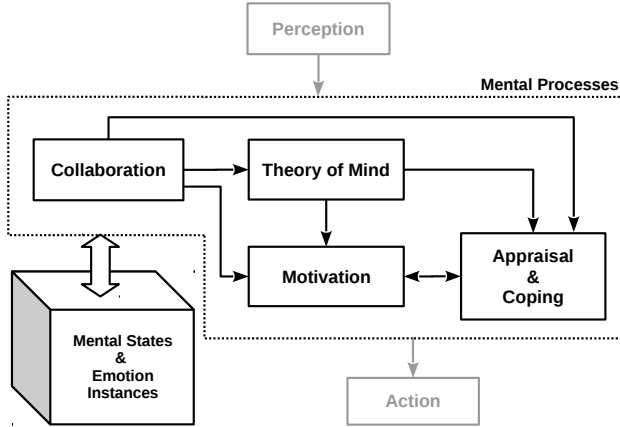 Perception
Mental Processes
Collaboration
Theory of Mind
Motivation
Appraisal
&
Coping
Mental States
&
Emotion
Instances
Action